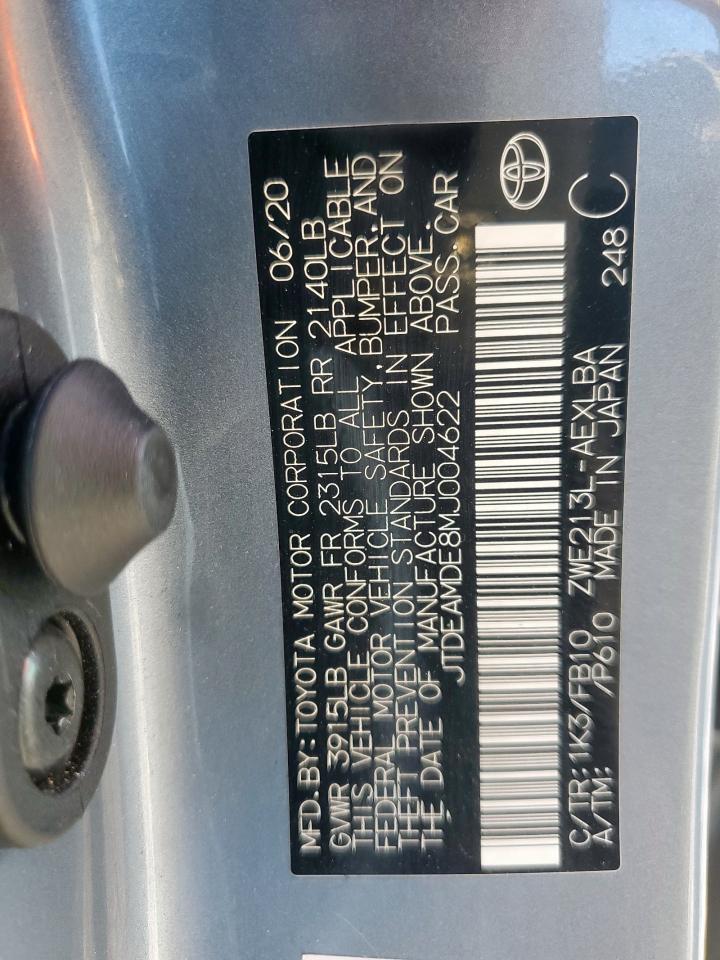 MFD.BY:TOYOTA MOTOR CORPORATION 06/20
GVWR 3915LB GAWR FR 2315LB RR 2140LB
THIS VEHICLE CONFORMS TO ALL APPLICABLE
FEDERAL MOTOR VEHICLE SAFETY,BUMPER,AND
THEFT PREVENTION STANDARDS IN EFFECT ON
THE DATE OF MANUFACTURE SHOWN ABOVE.
JTDEAMDE8MJ004622 PASS.CAR
C/TR:1K3/FB10 ZWE213L-AEXLBA
A/TM: /P610 MADE IN JAPAN 248 C